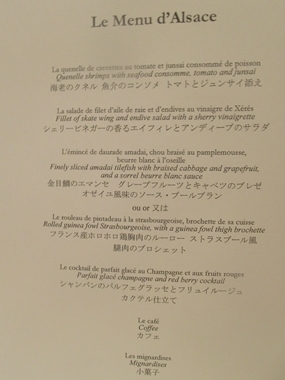 Le Menu d'Alsace
La quenelle de crevettes au tomate et junsai consommé de poisson
Quenelle shrimps with seafood consomme, tomato and junsai
海老のクネル 魚介のコンソメ トマトとジュンサイ添え
La salade de filet d'aile de raie et d'endives au vinaigre de Xérès
Fillet of skate wing and endive salad with a sherry vinaigrette
シェリービネガーの香るエイフィレとアンディーブのサラダ
L'émincé de daurade amadai, chou braisé au pamplemousse,
beurre blanc à l'oseille
Finely sliced amadai tilefish with braised cabbage and grapefruit,
and a sorrel beurre blanc sauce
エマンセ グレープフルーツとキャベツのブレゼ
オゼイユ風味のソース・ブールブラン
ou or 又は
Le rouleau de pintadeau à la strasbourgeoise, brochette de sa cuisse
Rolled guinea fowl Strasbourgeoise, with a guinea fowl thigh brochette
フランス産ホロホロ鶏胸肉のルーロー ストラスブール風
腿肉のブロシェット
Le cocktail de parfait glacé au Champagne et aux fruits rouges
Parfait glacé champagne and red berry cocktail
シャンパンのパルフェグラッセとフリュイルージュ
カクテル仕立て
Le café
Coffee
カフェ
Les mignardises
Mignardises
小菓子